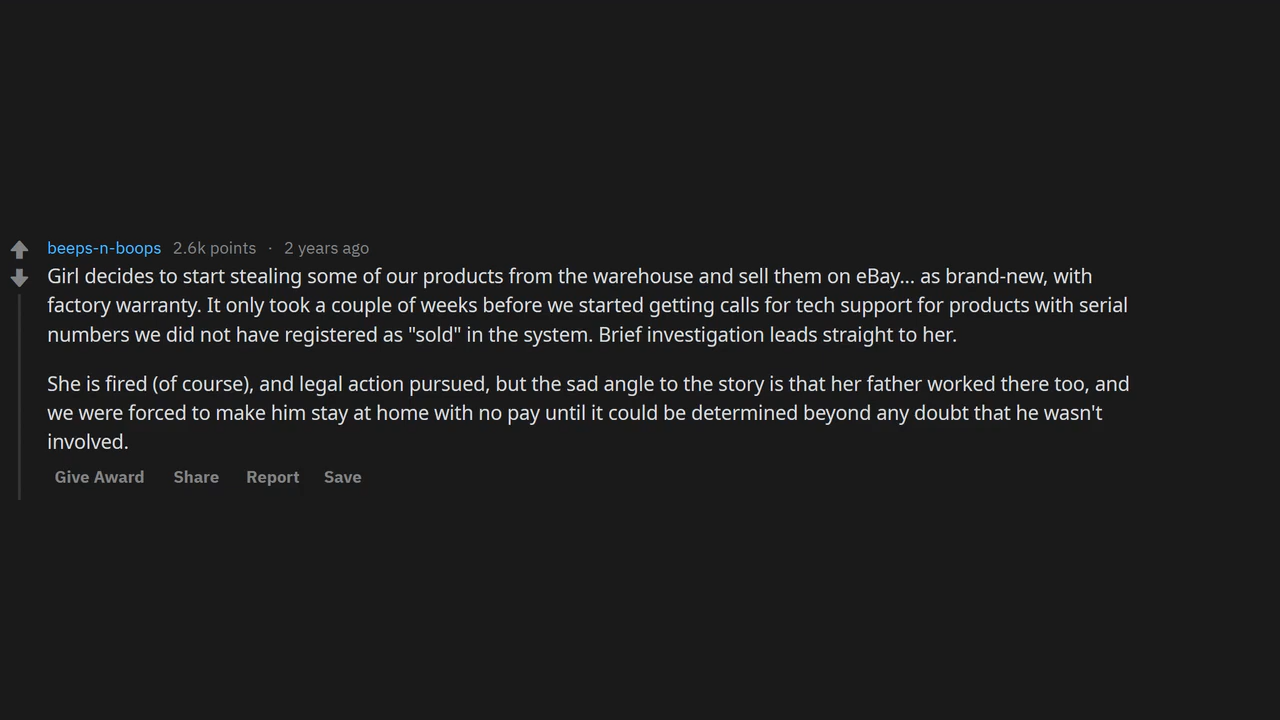 beeps-n-boops 2.6k points · 2 years ago
Girl decides to start stealing some of our products from the warehouse and sell them on eBay... as brand-new, with
factory warranty. It only took a couple of weeks before we started getting calls for tech support for products with serial
numbers we did not have registered as "sold" in the system. Brief investigation leads straight to her.
She is fired (of course), and legal action pursued, but the sad angle to the story is that her father worked there too, and
we were forced to make him stay at home with no pay until it could be determined beyond any doubt that he wasn't
involved.
Give Award Share Report Save